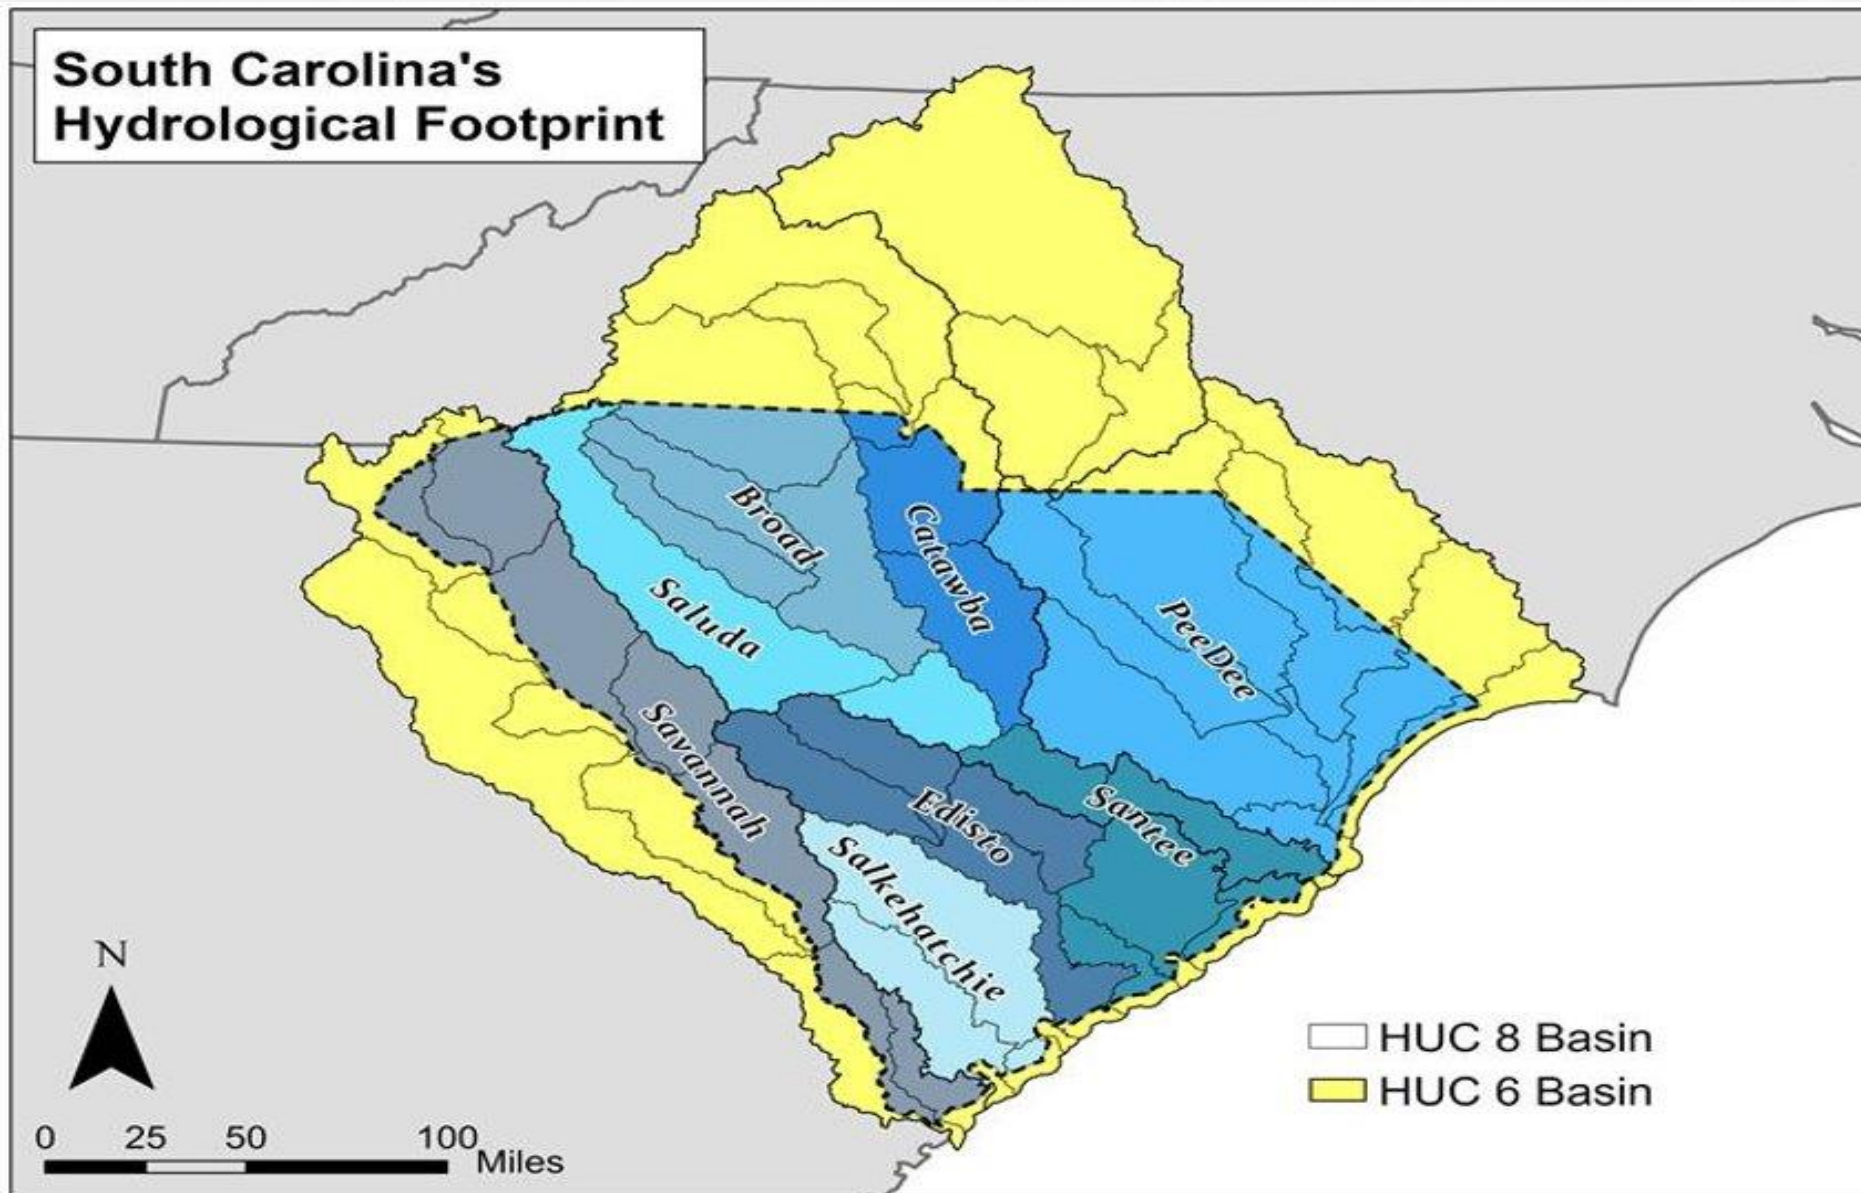 South Carolina's
Hydrological Footprint
Broad
Catawba
Saluda
PeeDee
Savannah
Edisto
Santee
Salkehatchie
N
HUC 8 Basin
HUC 6 Basin
0 25 50 100
Miles